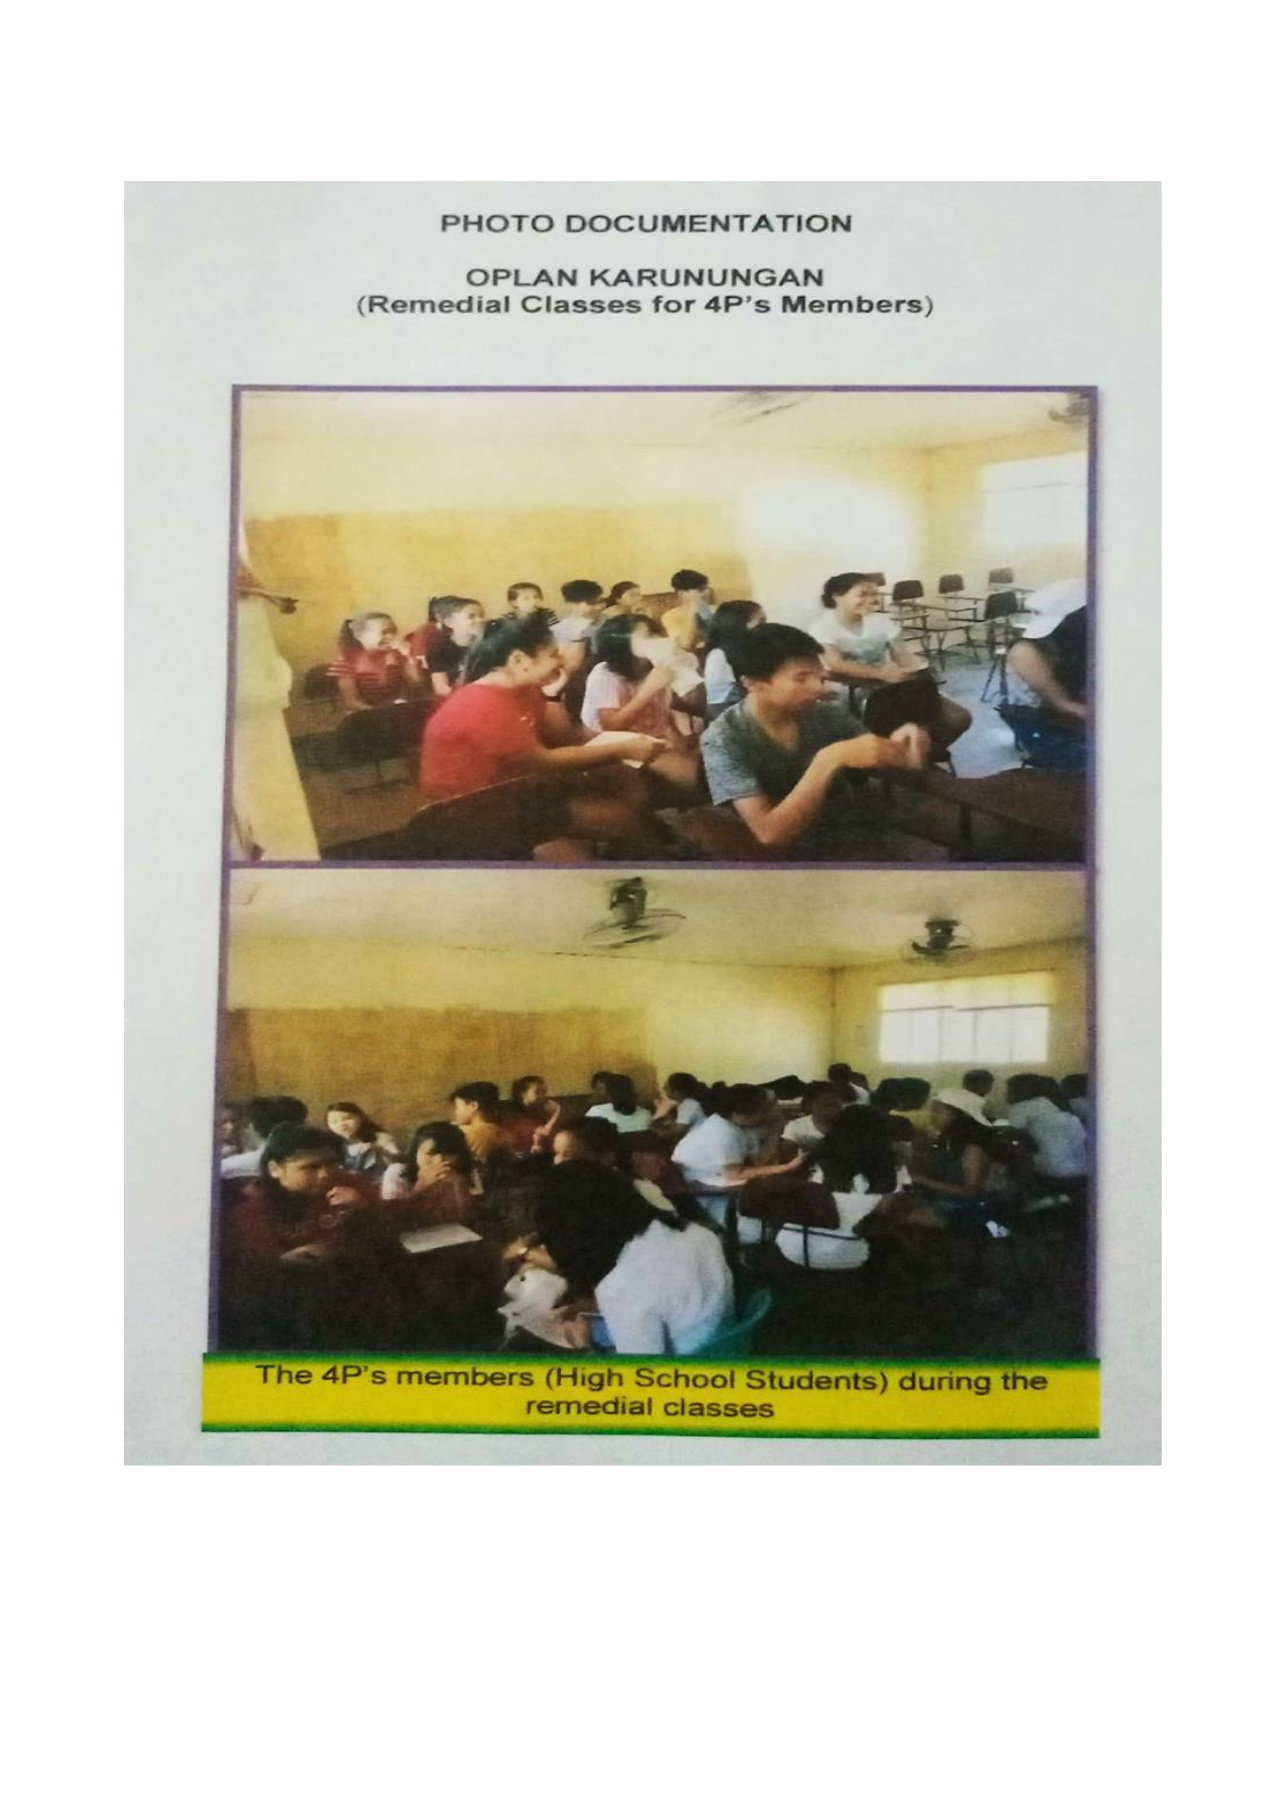 PHOTO DOCUMENTATION
OPLAN KARUNUNGAN
(Remedial Classes for 4P's Members)
The 4P's members (High School Students) during the
remedial classes